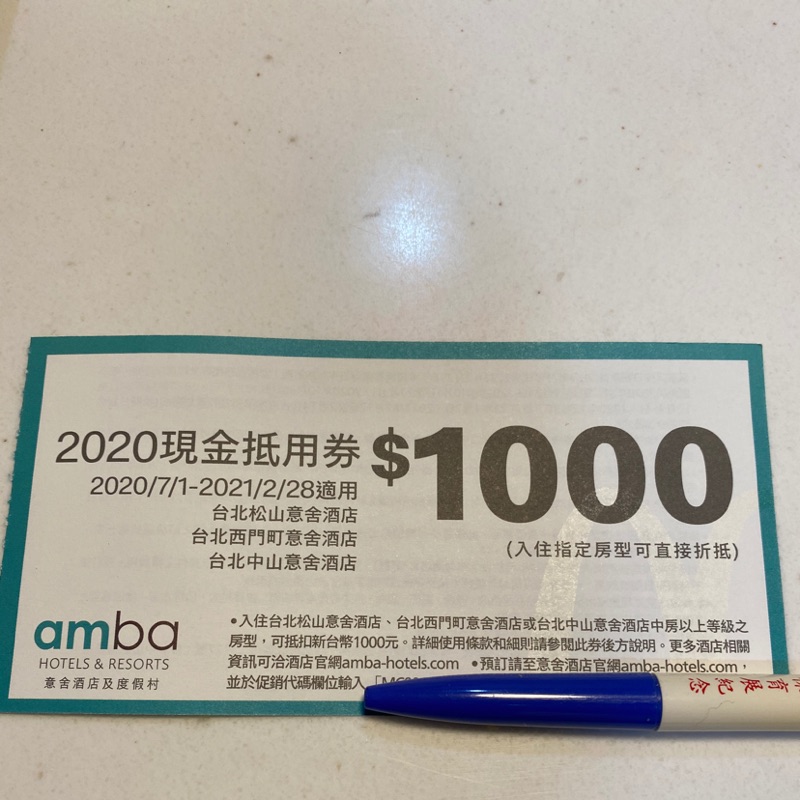 2020現金抵用券 $1000
2020/7/1-2021/2/28適用
台北松山意舍酒店
台北西門町意舍酒店
台北中山意舍酒店
(入住指定房型可直接折抵)
amba
HOTELS & RESORTS
意舍酒店及度假村
•入住台北松山意舍酒店、台北西門町意舍酒店或台北中山意舍酒店中房以上等級之
房型，可抵扣新台幣1000元。詳細使用條款和細則請參閱此券後方說明。更多酒店相關
資訊可洽酒店官網amba-hotels.com •預訂請至意舍酒店官網amba-hotels.com，
並於促銷代碼欄位輸入「MC
育展紀念